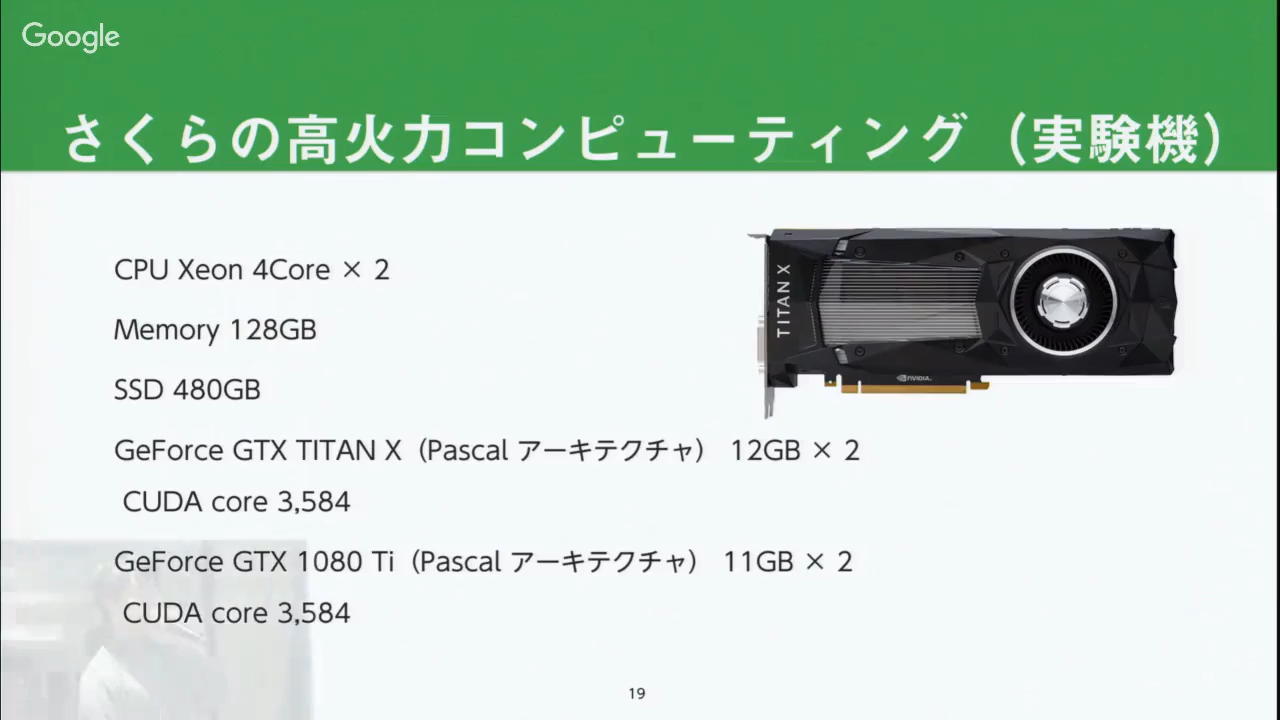 Google
さくらの高火力コンピューティング（実験機）
CPU Xeon 4Core × 2
Memory 128GB
SSD 480GB
GeForce GTX TITAN X（Pascal アーキテクチャ） 12GB × 2
CUDA core 3,584
GeForce GTX 1080 Ti（Pascal アーキテクチャ） 11GB × 2
CUDA core 3,584
TITAN X
NVIDIA.
19